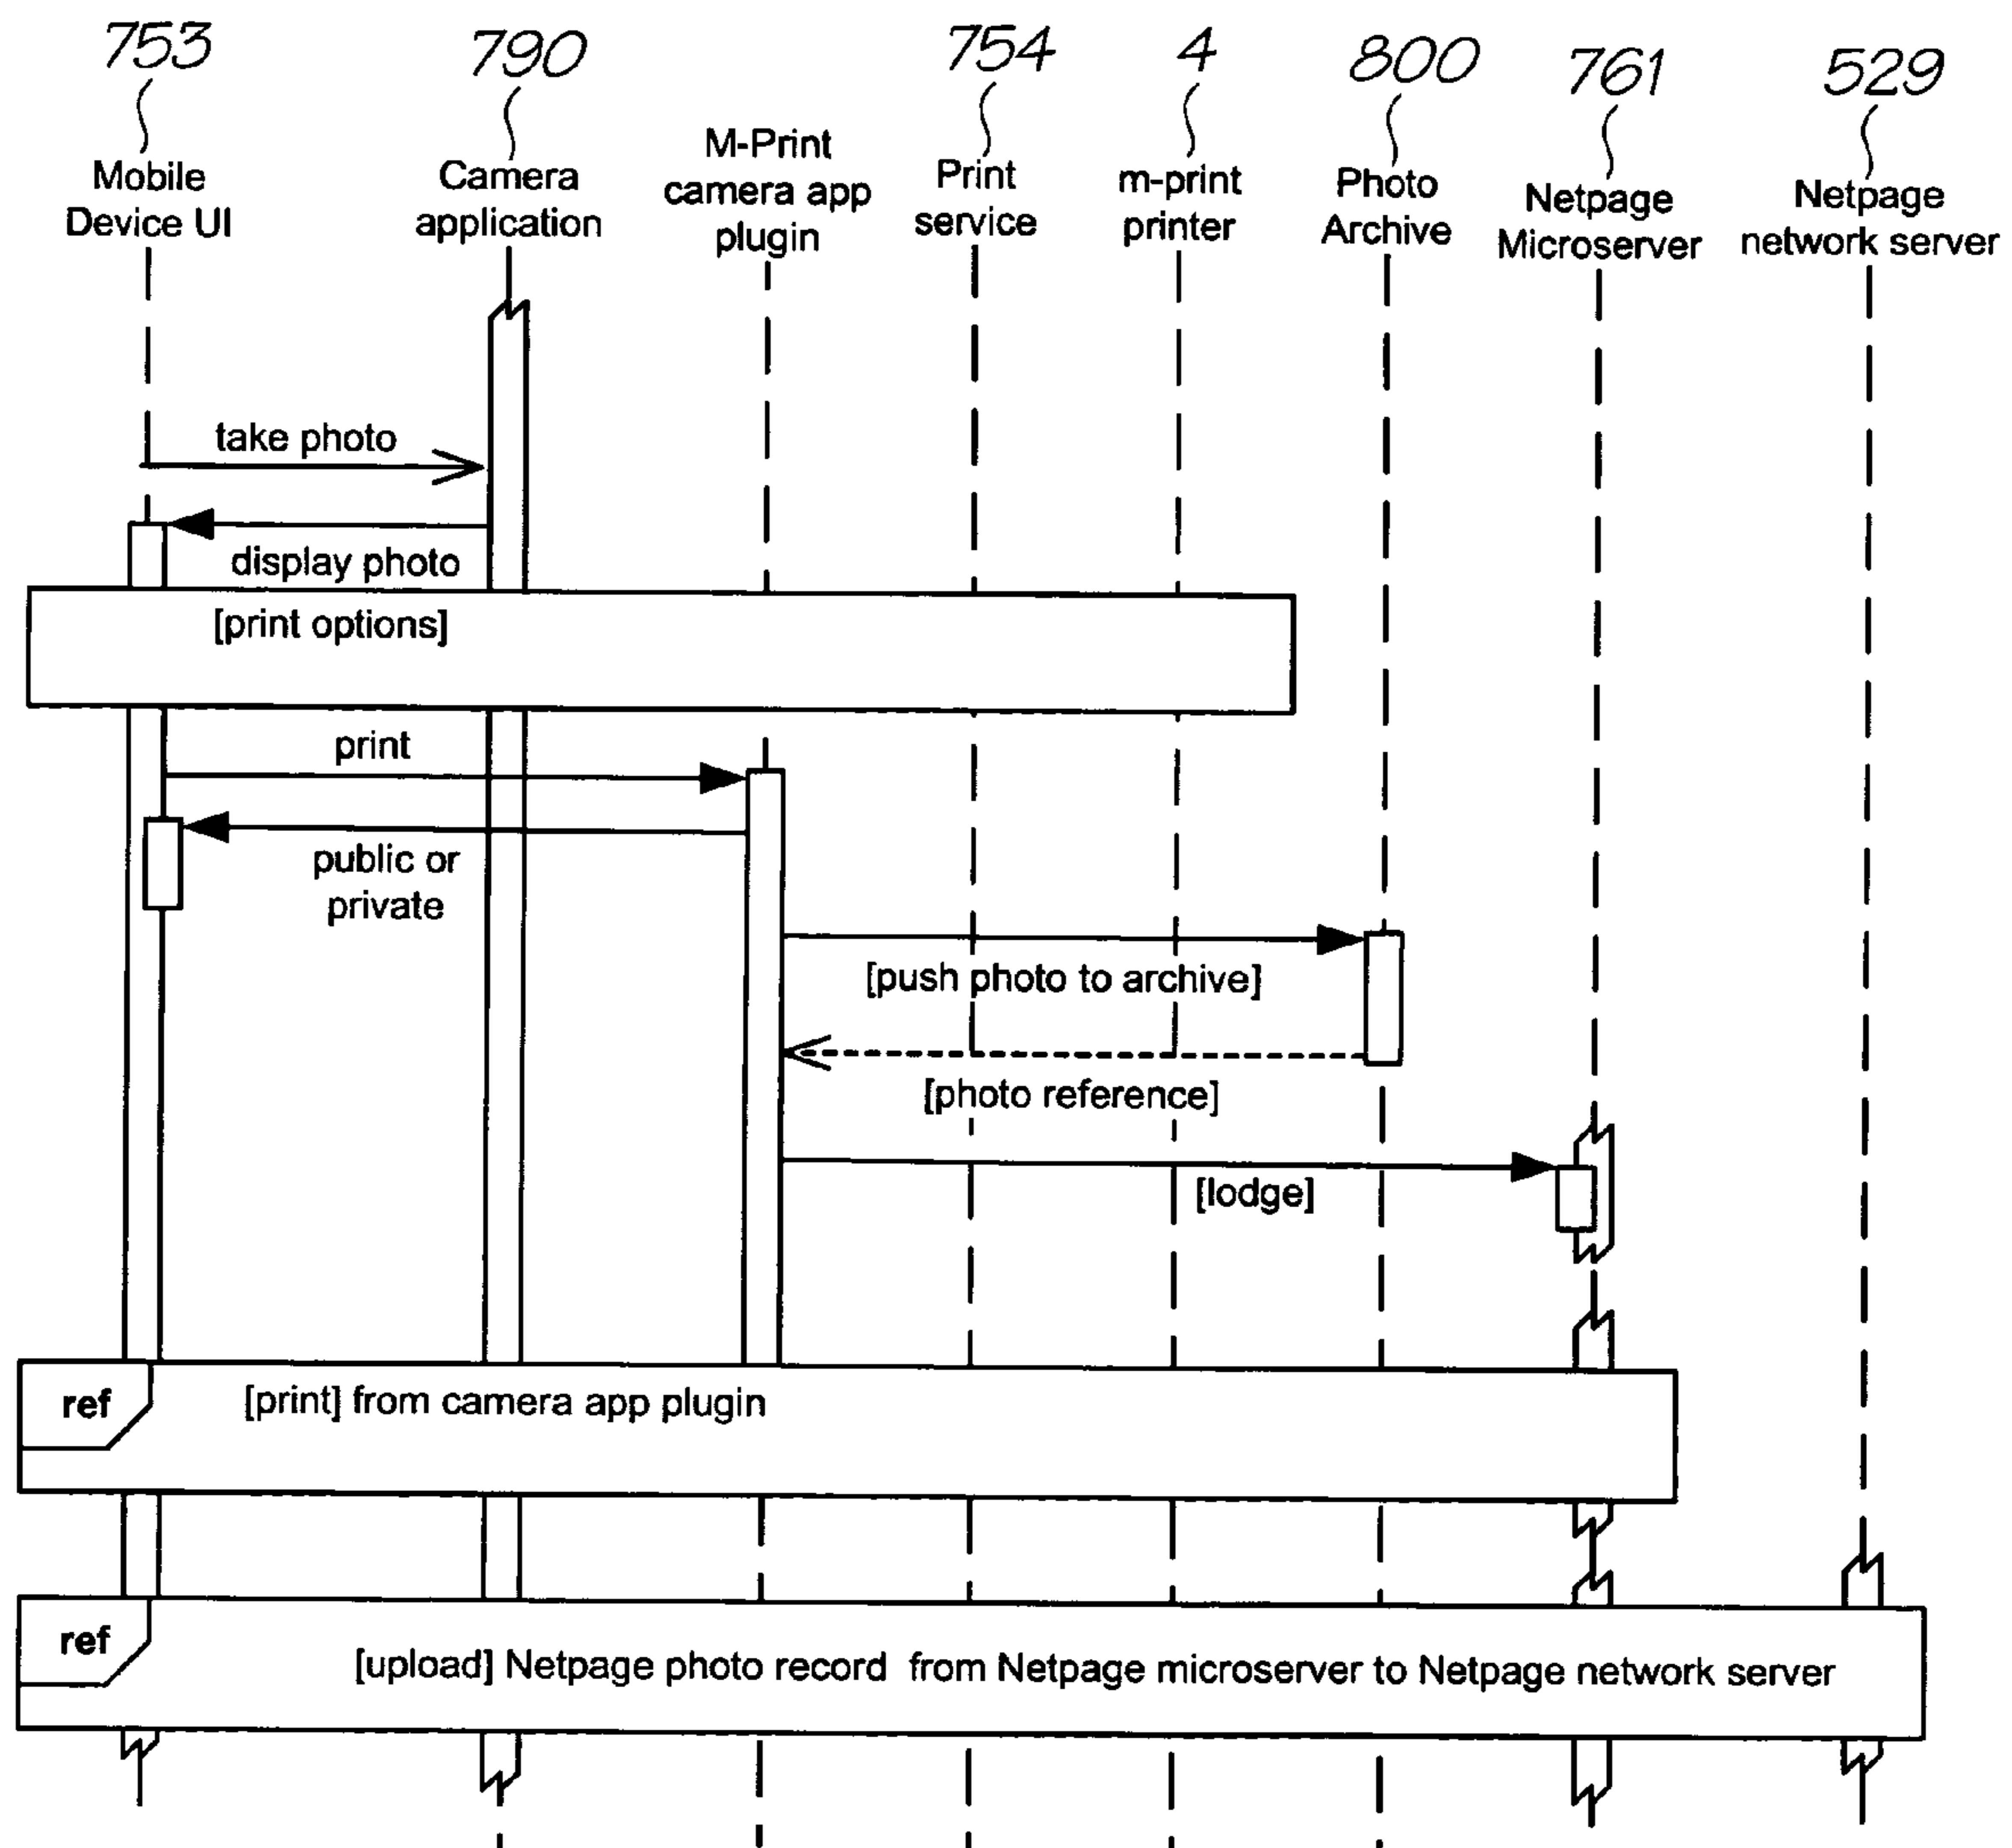 753
790
754
4
800
761
529
Mobile
Device UI
Camera
application
M-Print
camera app
plugin
Print
service
m-print
printer
Photo
Archive
Netpage
Microserver
Netpage
network server
take photo
display photo
[print options]
print
public or
private
[push photo to archive]
[photo reference]
[lodge]
ref
[print] from camera app plugin
ref
[upload] Netpage photo record from Netpage microserver to Netpage network server